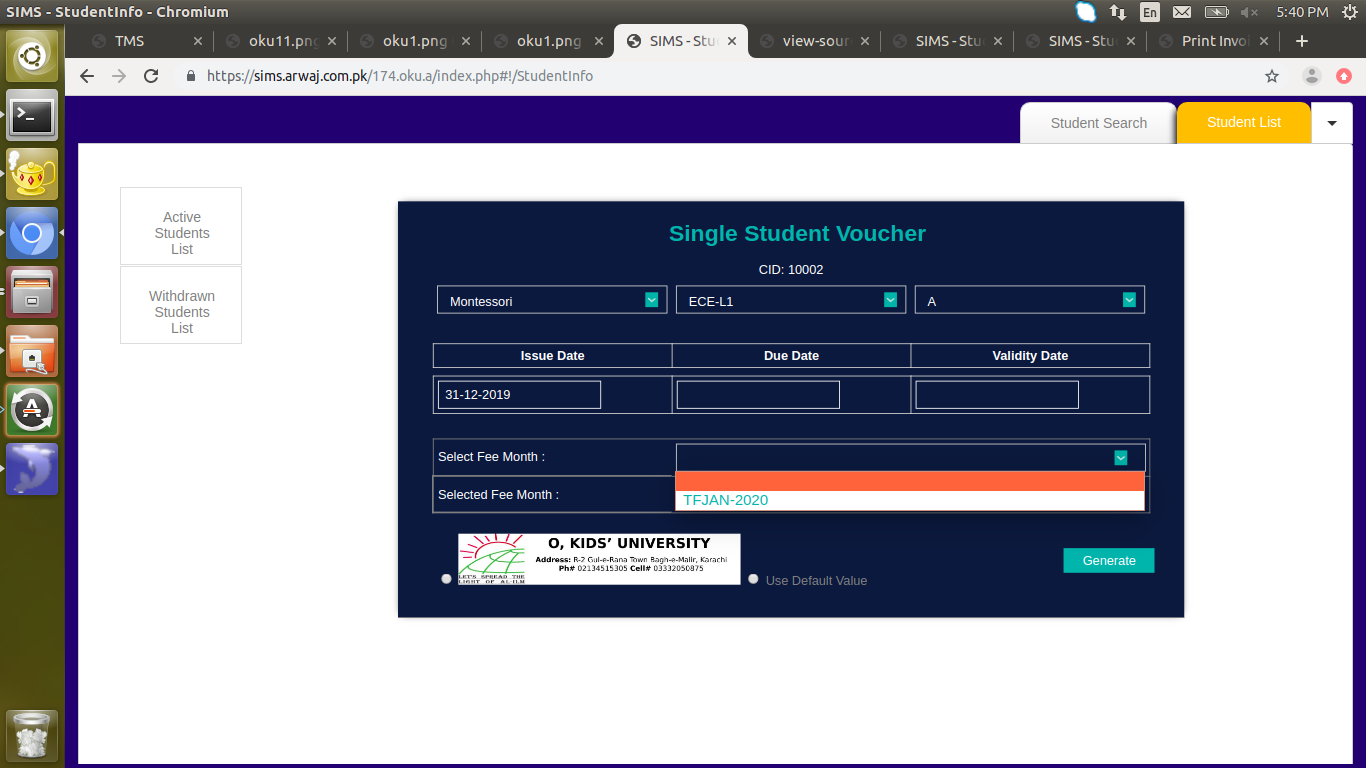 SIMS - StudentInfo - Chromium
En
5:40 PM
TMS
oku11.png
oku1.png
oku1.png
SIMS - Stu
view-sour
SIMS - Stu
SIMS - Stu
Print Invoi
https://sims.arwaj.com.pk/174.oku.a/index.php#!/StudentInfo
Student Search
Student List
Active
Students
List
Withdrawn
Students
List
Single Student Voucher
CID: 10002
Montessori
ECE-L1
A
Issue Date
Due Date
Validity Date
31-12-2019
Select Fee Month :
TFJAN-2020
Selected Fee Month :
O, KIDS’ UNIVERSITY
Address: R-2 Gul-e-Rana Town Bagh-e-Malir, Karachi
Ph# 02134515305 Cell# 03332050875
LET'S SPREAD THE
LIGHT OF AL-ILM
Use Default Value
Generate